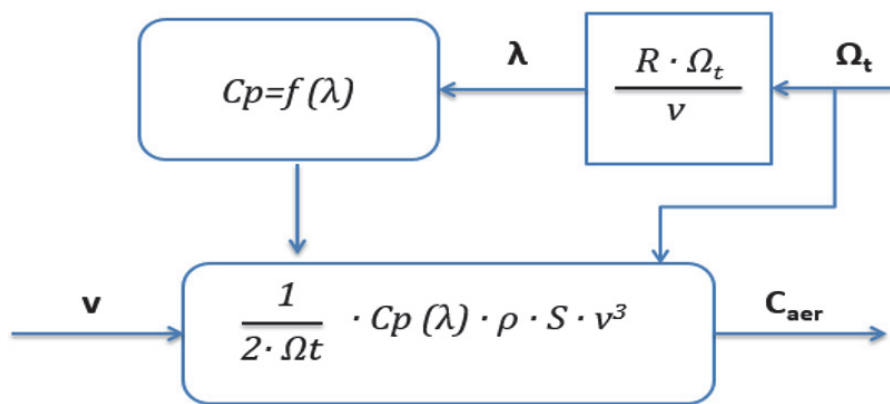 Cp=f (λ)
λ
R · Ωt
v
Ωt
v
1
2· Ωt
· Cp (λ) · ρ · S · v³
Caer